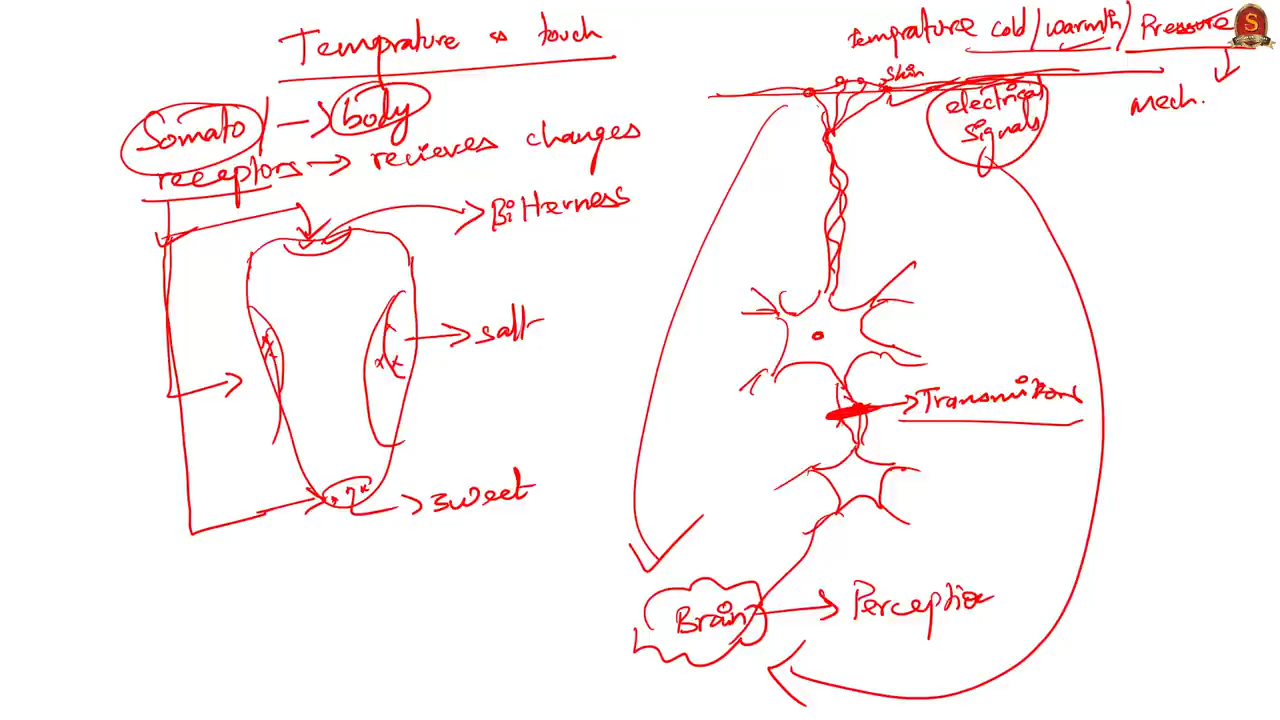 Temprature & touch
Somato → body
receptors → recieves changes
Bitterness
salt
sweet
Temprature cold/warmth/Pressure
Mech.
Skin
electrical
signals
Transmitors
Brain
Perceptio
S